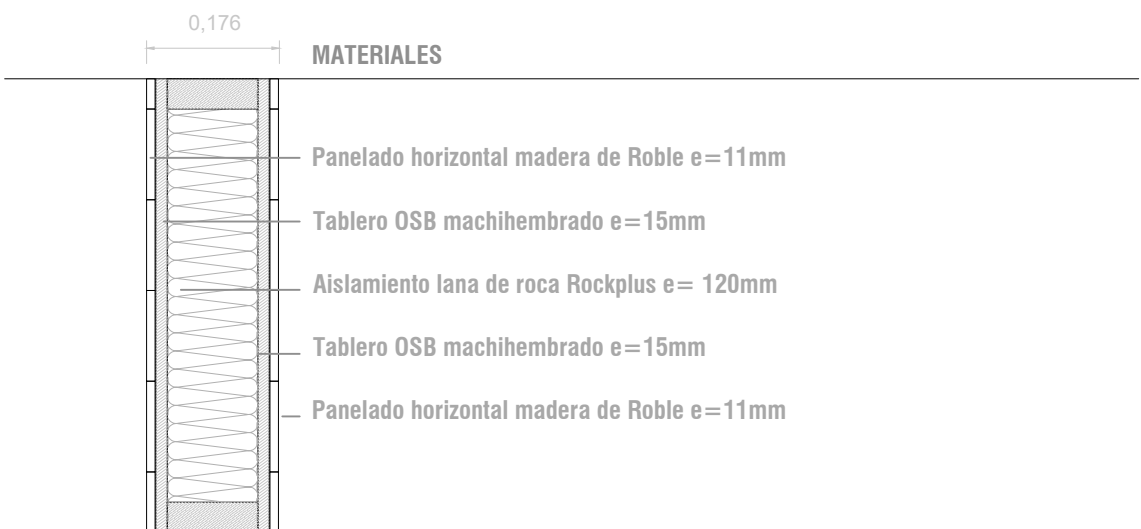 0,176
MATERIALES
Panelado horizontal madera de Roble e=11mm
Tablero OSB machihembrado e=15mm
Aislamiento lana de roca Rockplus e= 120mm
Tablero OSB machihembrado e=15mm
Panelado horizontal madera de Roble e=11mm